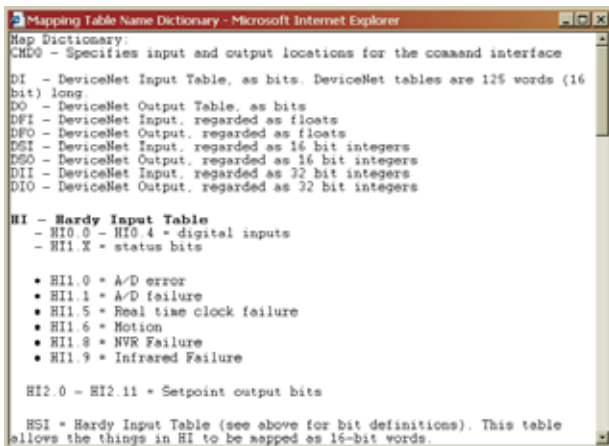 Mapping Table Name Dictionary - Microsoft Internet Explorer
Map Dictionary:
CMD0 - Specifies input and output locations for the command interface
DI - DeviceNet Input Table, as bits. DeviceNet tables are 125 words (16
bit) long.
DO - DeviceNet Output Table, as bits
DFI - DeviceNet Input, regarded as floats
DFO - DeviceNet Output, regarded as floats
DSI - DeviceNet Input, regarded as 16 bit integers
DSO - DeviceNet Output, regarded as 16 bit integers
DII - DeviceNet Input, regarded as 32 bit integers
DIO - DeviceNet Output, regarded as 32 bit integers
HI - Hardy Input Table
- HI0.0 - HI0.4 = digital inputs
- HI1.X = status bits
• HI1.0 = A/D error
• HI1.1 = A/D failure
• HI1.5 = Real time clock failure
• HI1.6 = Motion
• HI1.8 = NVR Failure
• HI1.9 = Infrared Failure
HI2.0 - HI2.11 = Setpoint output bits
HSI = Hardy Input Table (see above for bit definitions). This table
allows the things in HI to be mapped as 16-bit words.